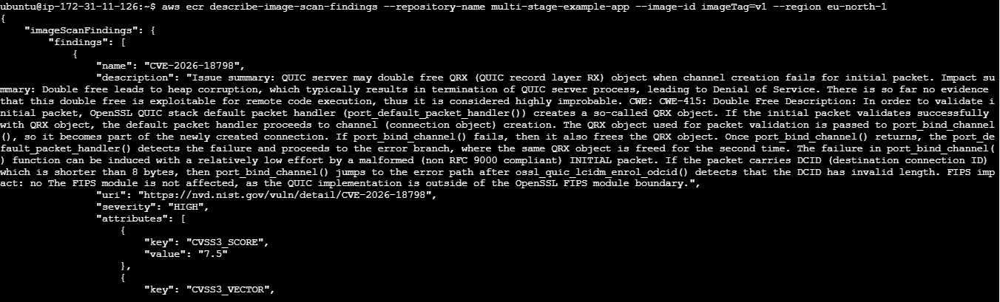 ubuntu@ip-172-31-11-126:~$ aws ecr describe-image-scan-findings --repository-name multi-stage-example-app --image-id imageTag=v1 --region eu-north-1
{
    "imageScanFindings": {
        "findings": [
            {
                "name": "CVE-2026-18798",
                "description": "Issue summary: QUIC server may double free QRX (QUIC record layer RX) object when channel creation fails for initial packet. Impact su
mmary: Double free leads to heap corruption, which typically results in termination of QUIC server process, leading to Denial of Service. There is so far no evidence
that this double free is exploitable for remote code execution, thus it is considered highly improbable. CWE: CWE-415: Double Free Description: In order to validate i
nitial packet, OpenSSL QUIC stack default packet handler (port_default_packet_handler()) creates a so-called QRX object. If the initial packet validates successfully
with QRX object, the default packet handler proceeds to channel (connection object) creation. The QRX object used for packet validation is passed to port_bind_channel
(), so it becomes part of the newly created connection. If port_bind_channel() fails, then it also frees the QRX object. Once port_bind_channel() returns, the port_de
fault_packet_handler() detects the failure and proceeds to the error branch, where the same QRX object is freed for the second time. The failure in port_bind_channel(
) function can be induced with a relatively low effort by a malformed (non RFC 9000 compliant) INITIAL packet. If the packet carries DCID (destination connection ID)
which is shorter than 8 bytes, then port_bind_channel() jumps to the error path after ossl_quic_lcidm_enrol_odcid() detects that the DCID has invalid length. FIPS imp
act: no The FIPS module is not affected, as the QUIC implementation is outside of the OpenSSL FIPS module boundary.",
                "uri": "https://nvd.nist.gov/vuln/detail/CVE-2026-18798",
                "severity": "HIGH",
                "attributes": [
                    {
                        "key": "CVSS3_SCORE",
                        "value": "7.5"
                    },
                    {
                        "key": "CVSS3_VECTOR",